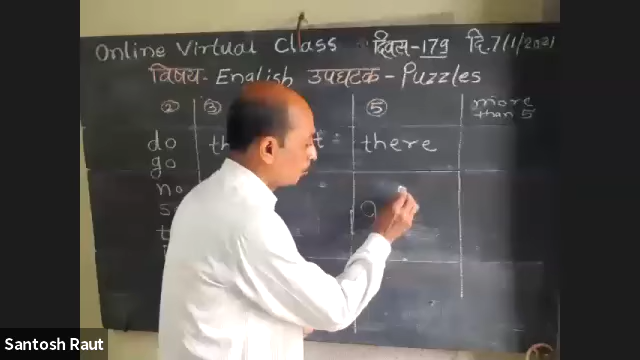 Online Virtual Class दिवस-179 दि.7/1/2021
विषय- English उपघटक - Puzzles
② ③ ⑤ more than 5
do there
go
no
Santosh Raut